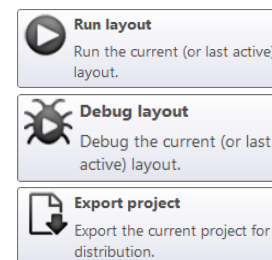 Run layout
Run the current (or last active)
layout.
Debug layout
Debug the current (or last
active) layout.
Export project
Export the current project for
distribution.